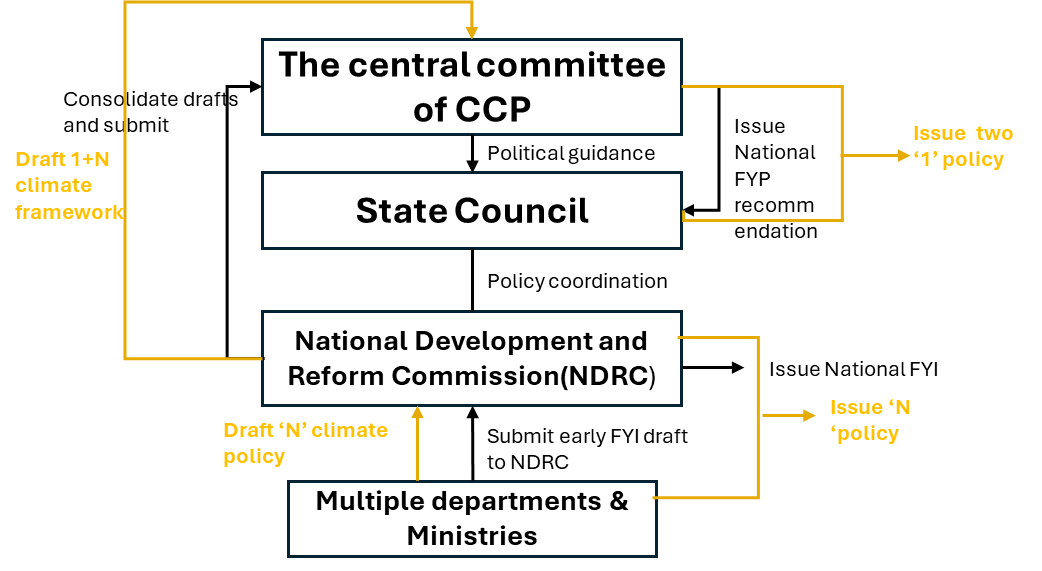 The central committee
of CCP
Consolidate drafts
and submit
Issue
National
FYP
recomm
endation
Issue two
‘1’ policy
Political guidance
Draft 1+N
climate
framework
State Council
Policy coordination
National Development and
Reform Commission(NDRC)
Issue National FYI
Issue ‘N
‘policy
Draft ‘N’ climate
policy
Submit early FYI draft
to NDRC
Multiple departments &
Ministries